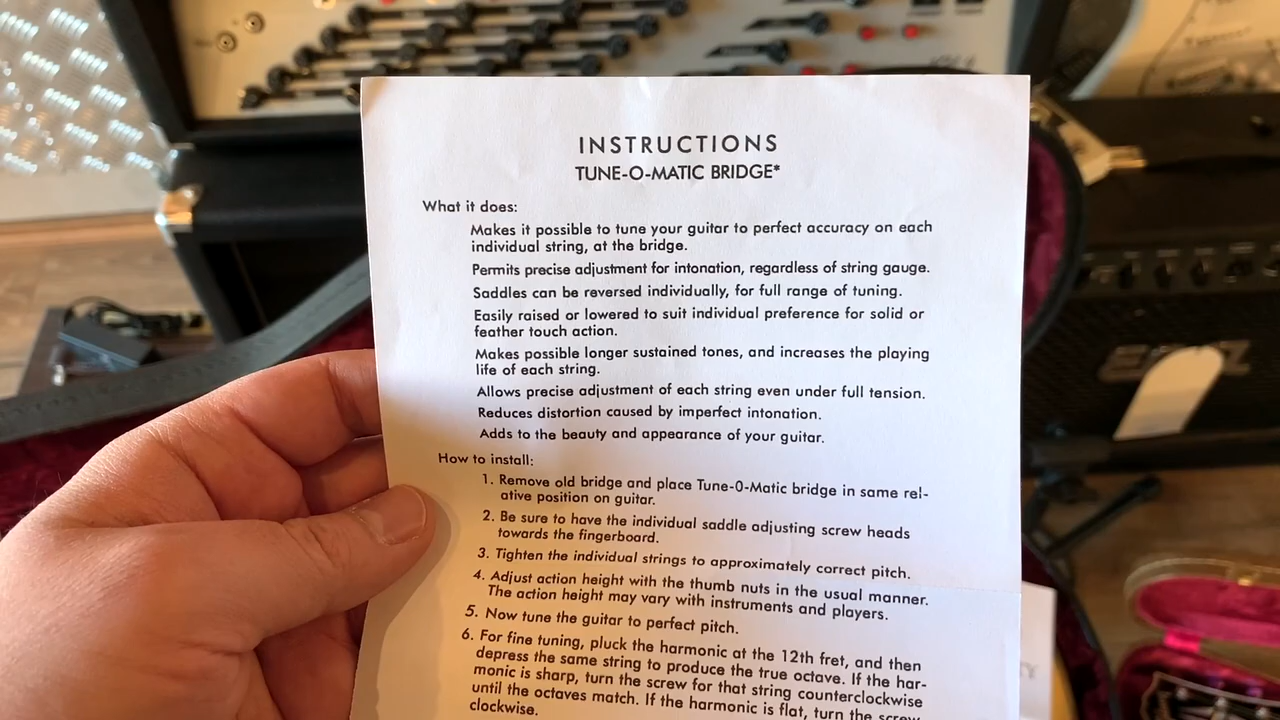 INSTRUCTIONS
TUNE-O-MATIC BRIDGE*
What it does:
Makes it possible to tune your guitar to perfect accuracy on each
individual string, at the bridge.
Permits precise adjustment for intonation, regardless of string gauge.
Saddles can be reversed individually, for full range of tuning.
Easily raised or lowered to suit individual preference for solid or
feather touch action.
Makes possible longer sustained tones, and increases the playing
life of each string.
Allows precise adjustment of each string even under full tension.
Reduces distortion caused by imperfect intonation.
Adds to the beauty and appearance of your guitar.
How to install:
1. Remove old bridge and place Tune-O-Matic bridge in same rel-
ative position on guitar.
2. Be sure to have the individual saddle adjusting screw heads
towards the fingerboard.
3. Tighten the individual strings to approximately correct pitch.
4. Adjust action height with the thumb nuts in the usual manner.
The action height may vary with instruments and players.
5. Now tune the guitar to perfect pitch.
6. For fine tuning, pluck the harmonic at the 12th fret, and then
depress the same string to produce the true octave. If the har-
monic is sharp, turn the screw for that string counterclockwise
until the octaves match. If the harmonic is flat, turn the screw
clockwise.